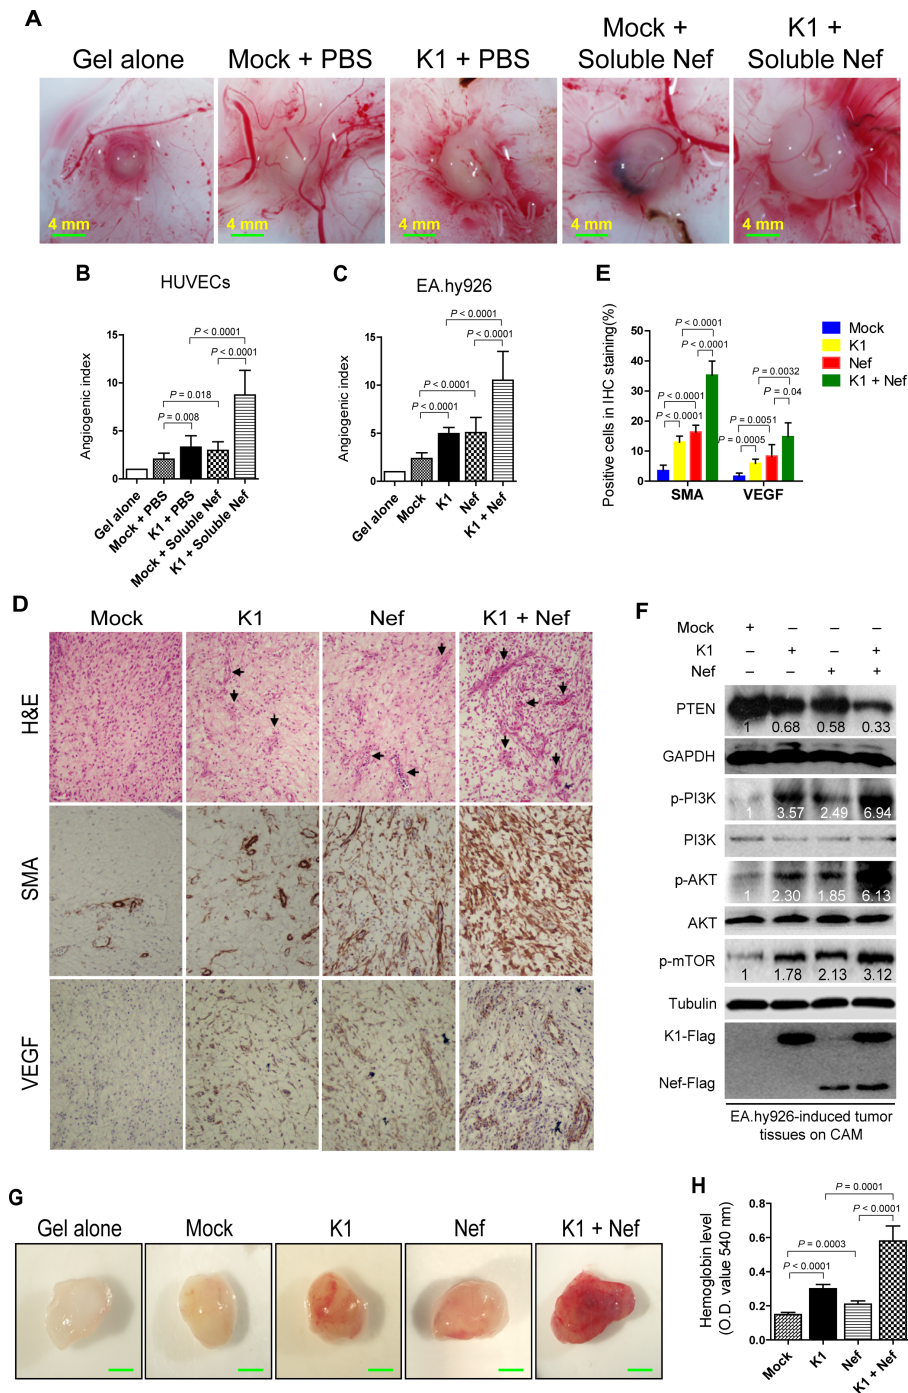 A
Gel alone
Mock + PBS
K1 + PBS
Mock +
Soluble Nef
K1 +
Soluble Nef
4 mm
4 mm
4 mm
4 mm
4 mm
B
HUVECs
Angiogenic index
15
10
5
0
P < 0.0001
P < 0.0001
P = 0.018
P = 0.008
Gel alone
Mock + PBS
K1 + PBS
Mock + Soluble Nef
K1 + Soluble Nef
C
EA.hy926
Angiogenic index
15
10
5
0
P < 0.0001
P < 0.0001
P < 0.0001
P < 0.0001
Gel alone
Mock
K1
Nef
K1 + Nef
E
Positive cells in IHC staining(%)
50
40
30
20
10
0
P < 0.0001
P < 0.0001
P < 0.0001
P < 0.0001
P = 0.0032
P = 0.04
P = 0.0051
P = 0.0005
SMA
VEGF
Mock
K1
Nef
K1 + Nef
D
Mock
K1
Nef
K1 + Nef
H&E
SMA
VEGF
F
Mock + – – –
K1 – + – +
Nef – – + +
PTEN
1 0.68 0.58 0.33
GAPDH
p-PI3K
1 3.57 2.49 6.94
PI3K
p-AKT
1 2.30 1.85 6.13
AKT
p-mTOR
1 1.78 2.13 3.12
Tubulin
K1-Flag
Nef-Flag
EA.hy926-induced tumor
tissues on CAM
G
Gel alone
Mock
K1
Nef
K1 + Nef
H
Hemoglobin level
(O.D. value 540 nm)
0.8
0.6
0.4
0.2
0.0
P = 0.0001
P < 0.0001
P = 0.0003
P < 0.0001
Mock
K1
Nef
K1 + Nef